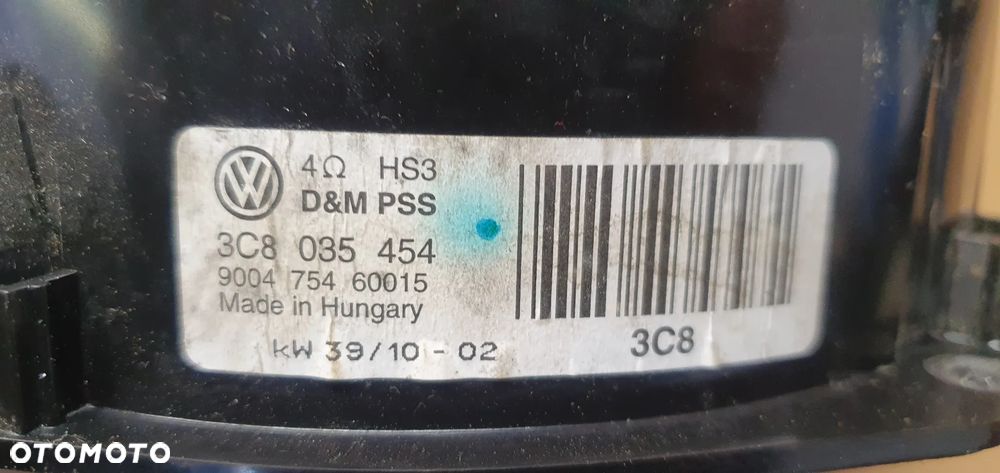 4Ω HS3
D&M PSS
3C8 035 454
9004 754 60015
Made in Hungary
kW 39/10 - 02
3C8
OTOMOTO